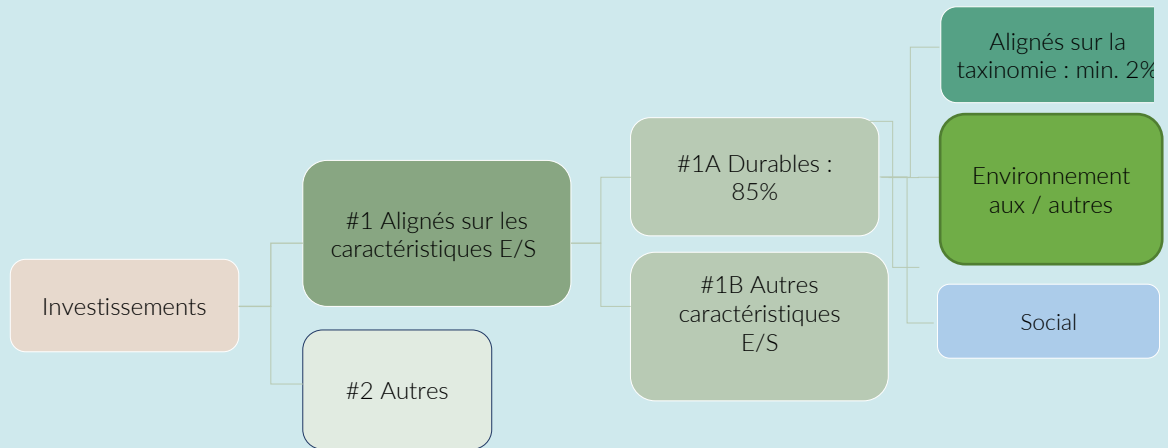 Alignés sur la
taxinomie : min. 2%
#1A Durables :
85%
Environnement
aux / autres
#1 Alignés sur les
caractéristiques E/S
#1B Autres
caractéristiques
E/S
Investissements
Social
#2 Autres